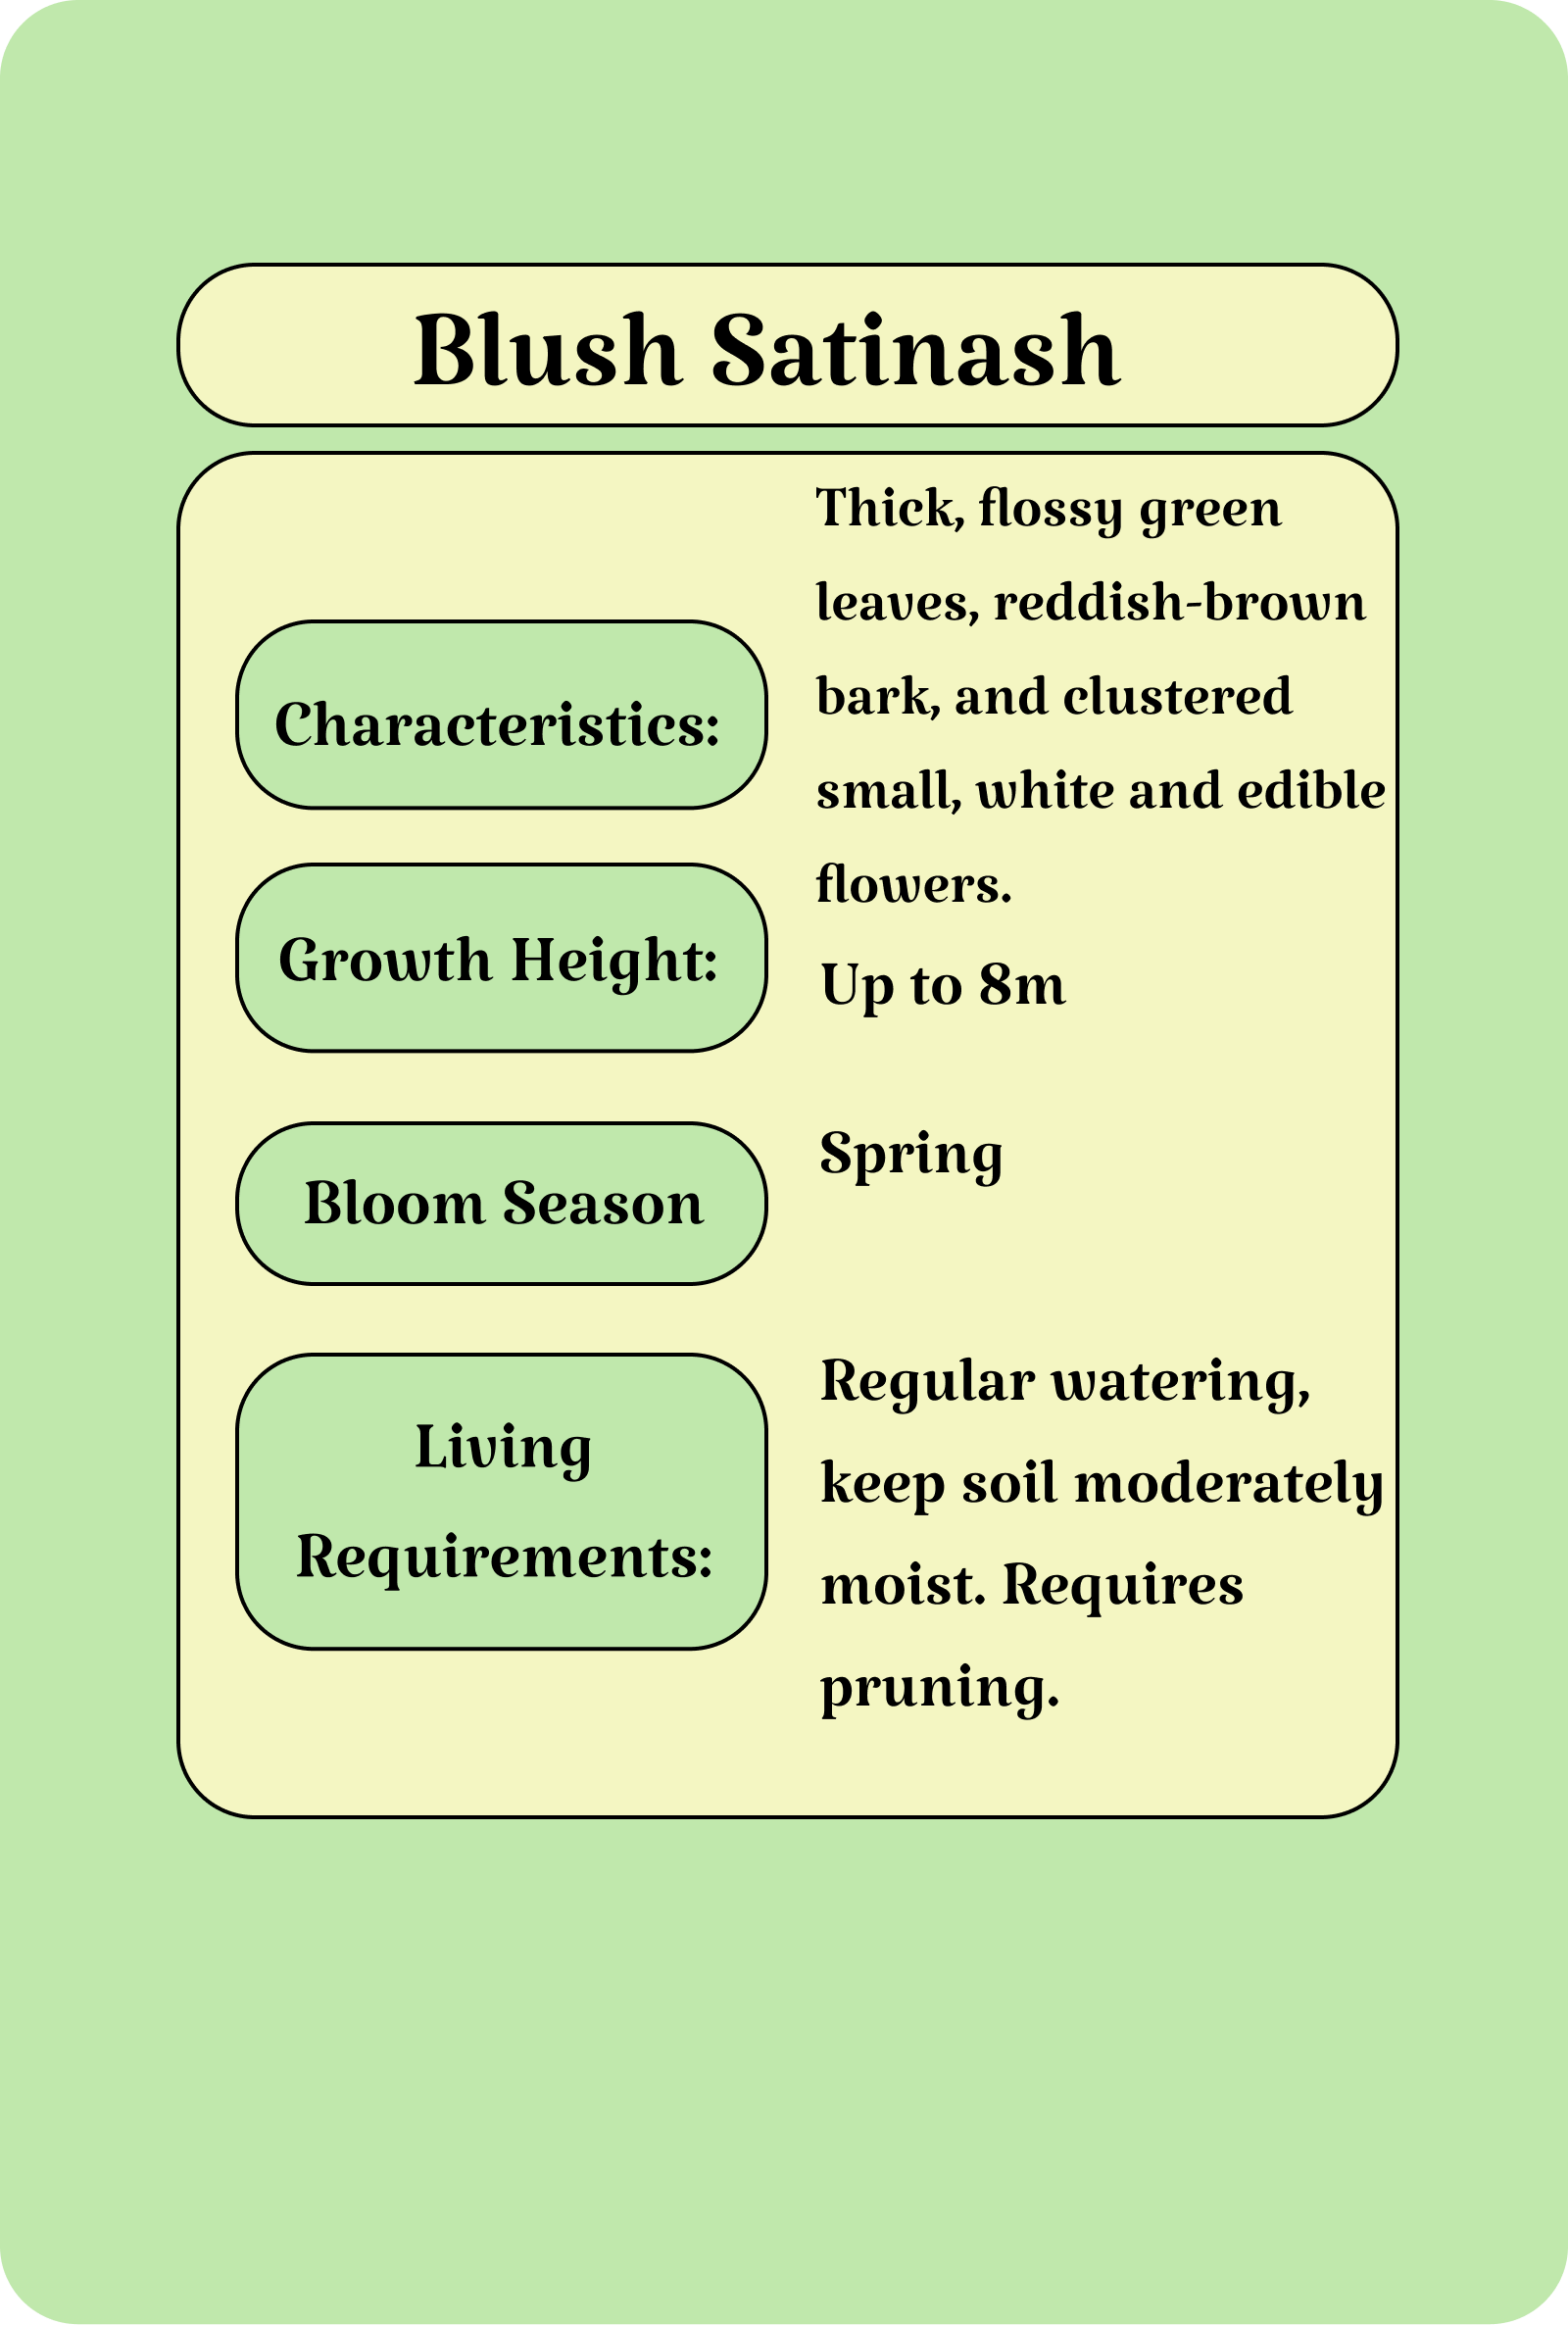 Blush Satinash
Characteristics:
Thick, flossy green
leaves, reddish-brown
bark, and clustered
small, white and edible
flowers.
Growth Height:
Up to 8m
Bloom Season
Spring
Living
Requirements:
Regular watering,
keep soil moderately
moist. Requires
pruning.